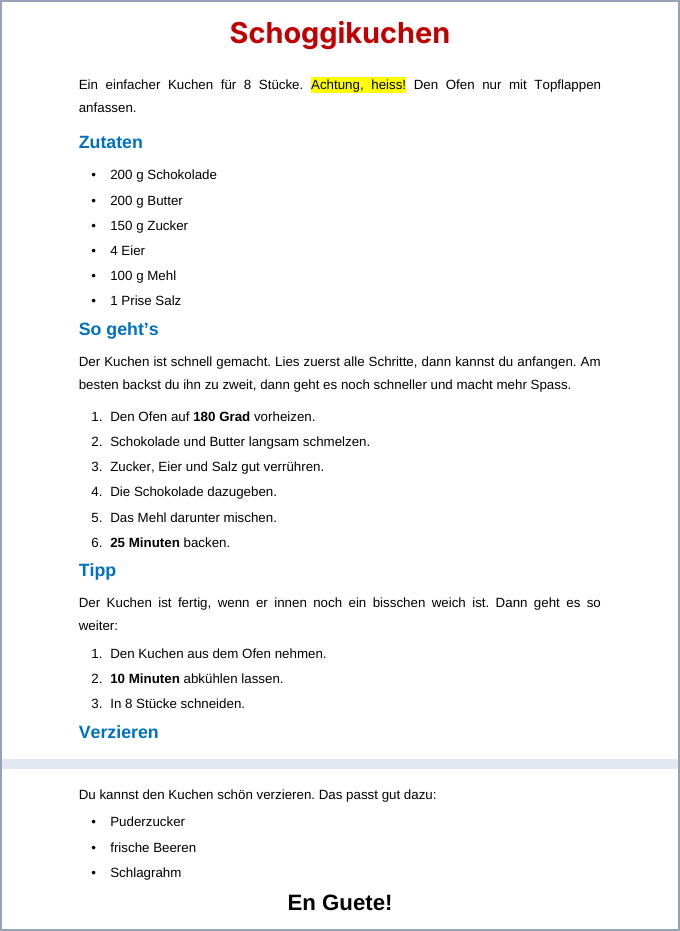 Schoggikuchen
Ein einfacher Kuchen für 8 Stücke. Achtung, heiss! Den Ofen nur mit Topflappen
anfassen.
Zutaten
• 200 g Schokolade
• 200 g Butter
• 150 g Zucker
• 4 Eier
• 100 g Mehl
• 1 Prise Salz
So geht’s
Der Kuchen ist schnell gemacht. Lies zuerst alle Schritte, dann kannst du anfangen. Am
besten backst du ihn zu zweit, dann geht es noch schneller und macht mehr Spass.
1. Den Ofen auf 180 Grad vorheizen.
2. Schokolade und Butter langsam schmelzen.
3. Zucker, Eier und Salz gut verrühren.
4. Die Schokolade dazugeben.
5. Das Mehl darunter mischen.
6. 25 Minuten backen.
Tipp
Der Kuchen ist fertig, wenn er innen noch ein bisschen weich ist. Dann geht es so
weiter:
1. Den Kuchen aus dem Ofen nehmen.
2. 10 Minuten abkühlen lassen.
3. In 8 Stücke schneiden.
Verzieren
Du kannst den Kuchen schön verzieren. Das passt gut dazu:
• Puderzucker
• frische Beeren
• Schlagrahm
En Guete!